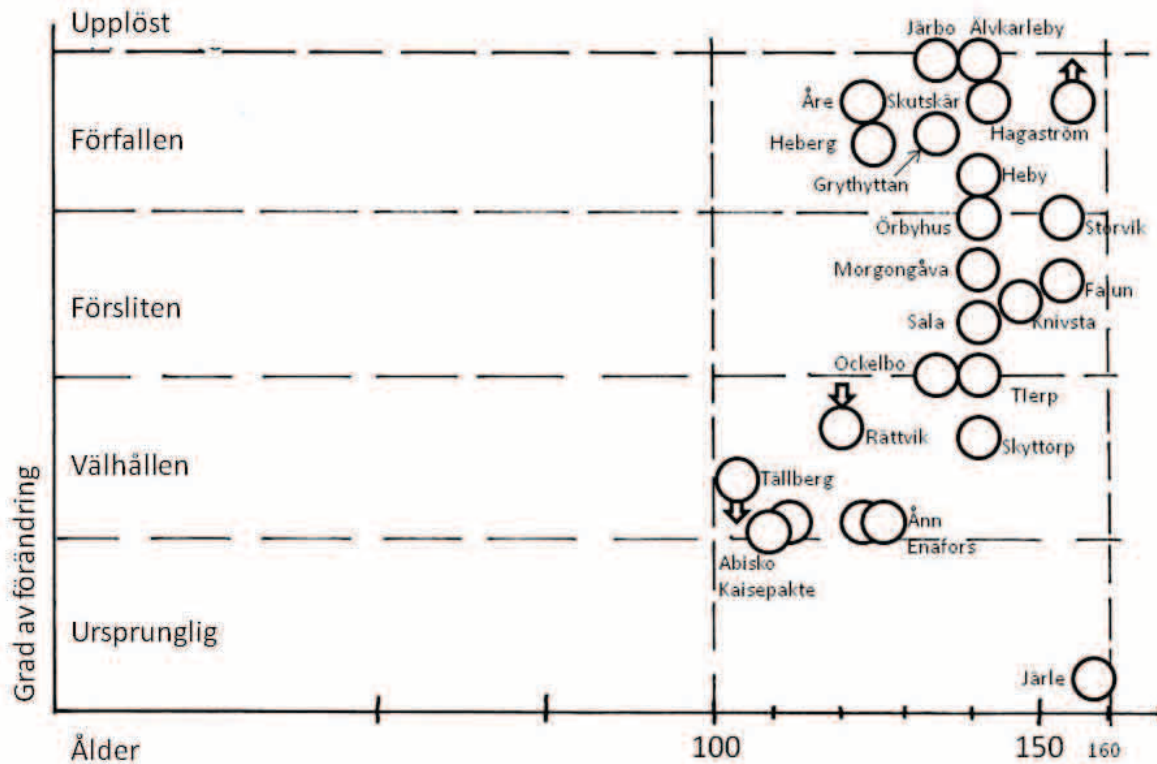 Upplöst
Järbo Älvkarleby
Åre
Skutskär
Förfallen
Heberg
Hagaström
Grythyttan
Heby
Örbyhus
Storvik
Morgongåva
Falun
Försliten
Sala
Knivsta
Ockelbo
Tlerp
Rättvik
Skyttorp
Välhållen
Tällberg
Ånn
Enafors
Abisko
Kaisepakte
Ursprunglig
Järle
Grad av förändring
Ålder
100
150
160